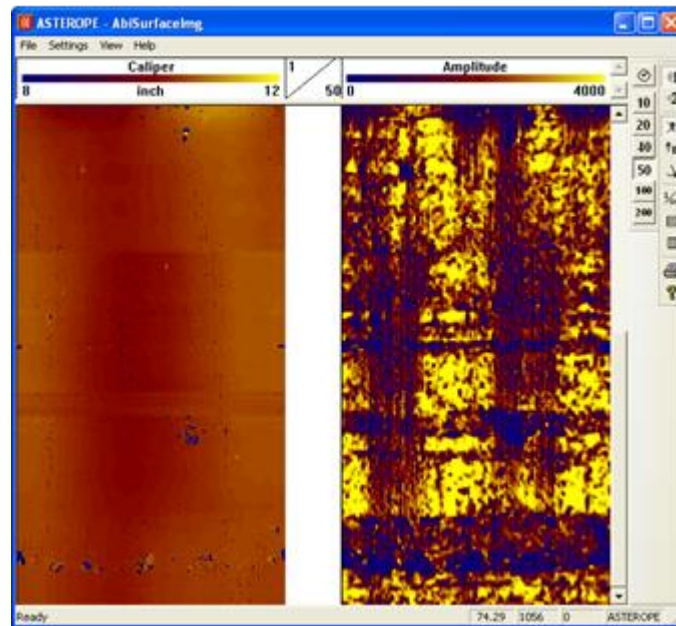 ASTEROPE - AbiSurfaceImg
File Settings View Help
Caliper
8 inch 12
1
50
Amplitude
0 4000
10
20
40
50
100
200
Ready
74.29 1056 0 ASTEROPE